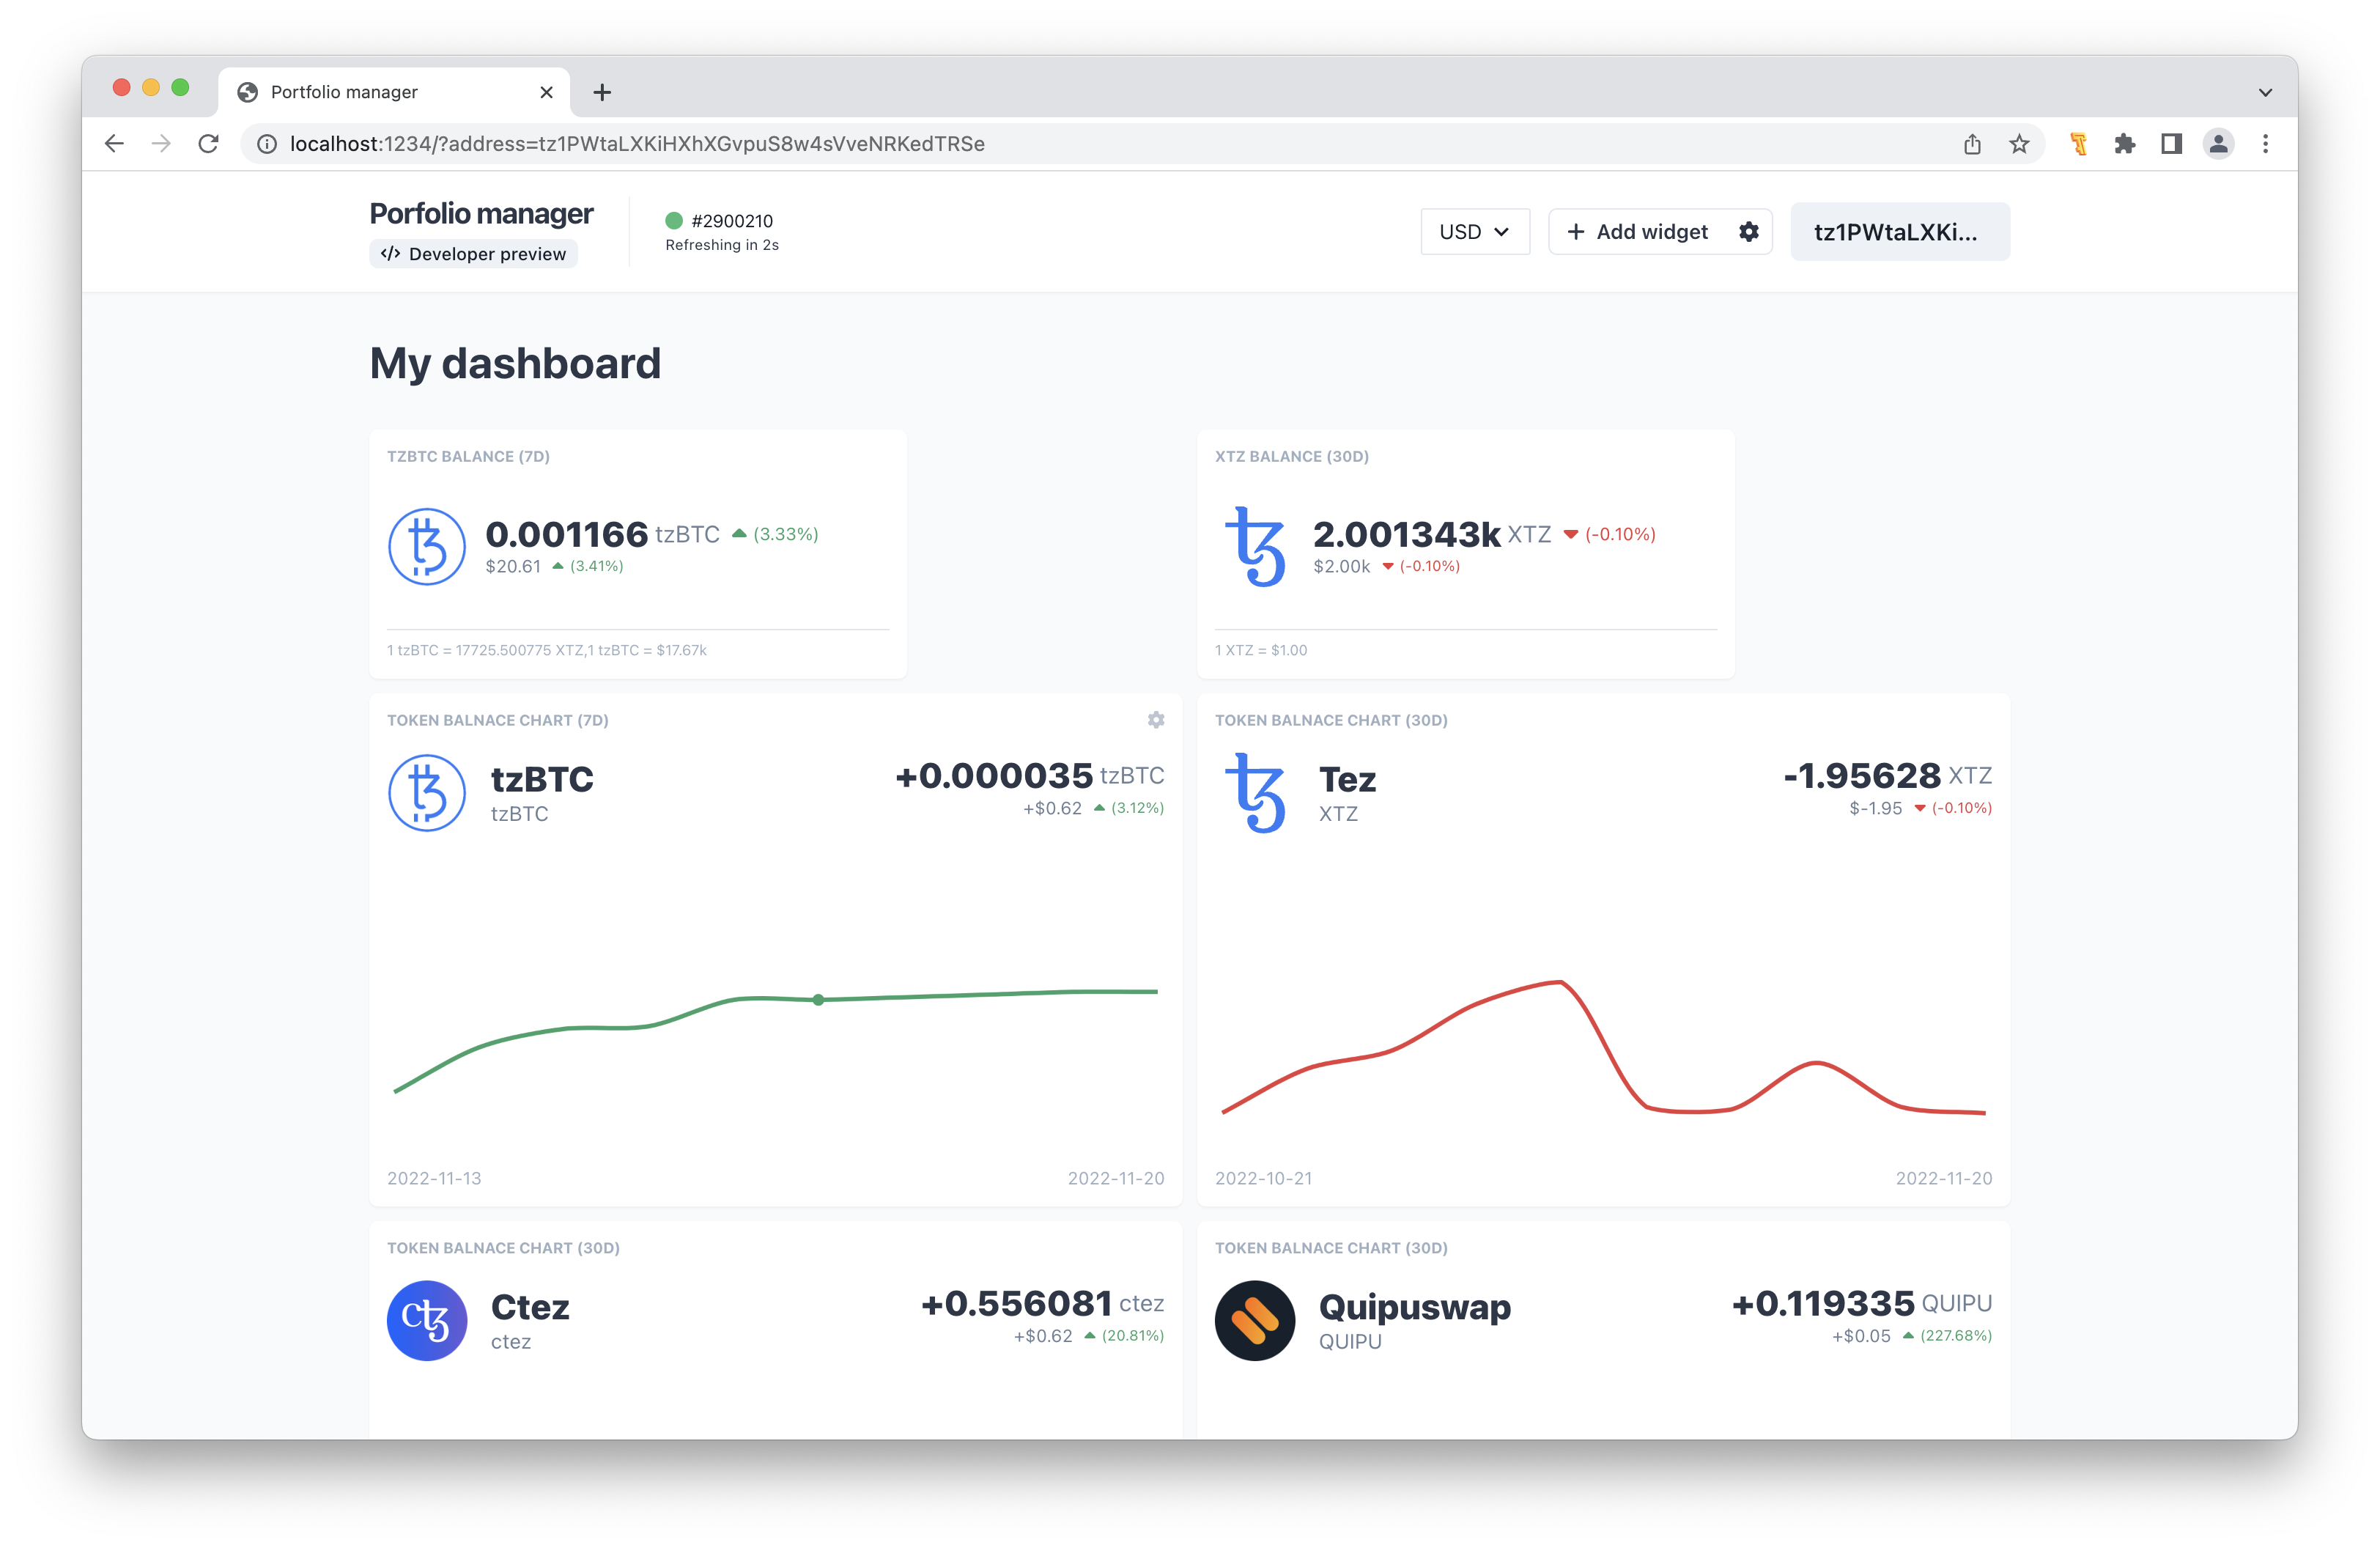 Portfolio manager
localhost:1234/?address=tz1PWtaLXKiHXhXGvpuS8w4sVveNRKedTRSe
Porfolio manager
</> Developer preview
#2900210
Refreshing in 2s
USD
+ Add widget
tz1PWtaLXKi...
My dashboard
TZBTC BALANCE (7D)
0.001166 tzBTC (3.33%)
$20.61 (3.41%)
1 tzBTC = 17725.500775 XTZ,1 tzBTC = $17.67k
XTZ BALANCE (30D)
2.001343k XTZ (-0.10%)
$2.00k (-0.10%)
1 XTZ = $1.00
TOKEN BALNACE CHART (7D)
tzBTC
tzBTC
+0.000035 tzBTC
+$0.62 (3.12%)
2022-11-13
2022-11-20
TOKEN BALNACE CHART (30D)
Tez
XTZ
-1.95628 XTZ
$-1.95 (-0.10%)
2022-10-21
2022-11-20
TOKEN BALNACE CHART (30D)
Ctez
ctez
+0.556081 ctez
+$0.62 (20.81%)
TOKEN BALNACE CHART (30D)
Quipuswap
QUIPU
+0.119335 QUIPU
+$0.05 (227.68%)